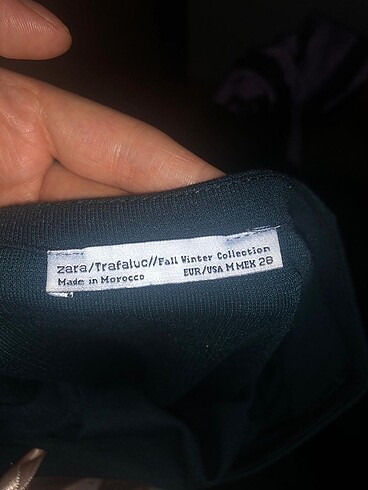 zara/Trafaluc//Fall Winter Collection
Made in Morocco EUR/USA M MEX 28